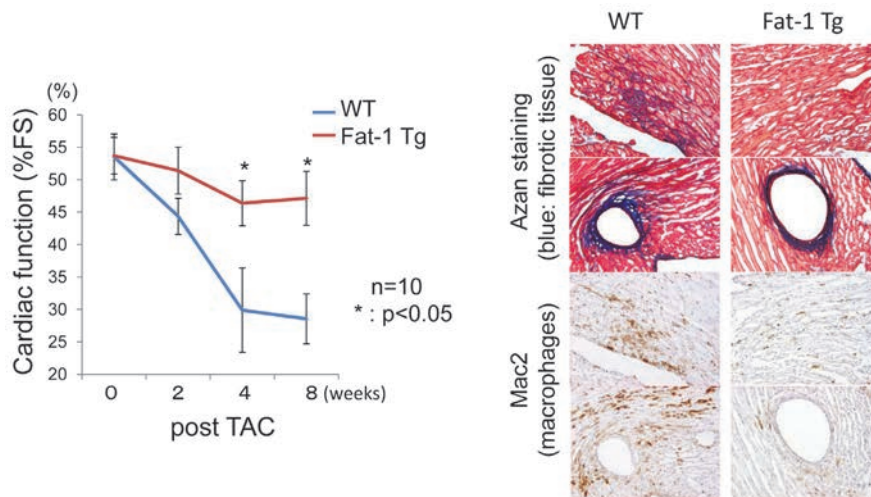 (%)
Cardiac function (%FS)
60
55
50
45
40
35
30
25
20
WT
Fat-1 Tg
*
*
n=10
* : p<0.05
0
2
4
8 (weeks)
post TAC
WT
Fat-1 Tg
Azan staining
(blue: fibrotic tissue)
Mac2
(macrophages)